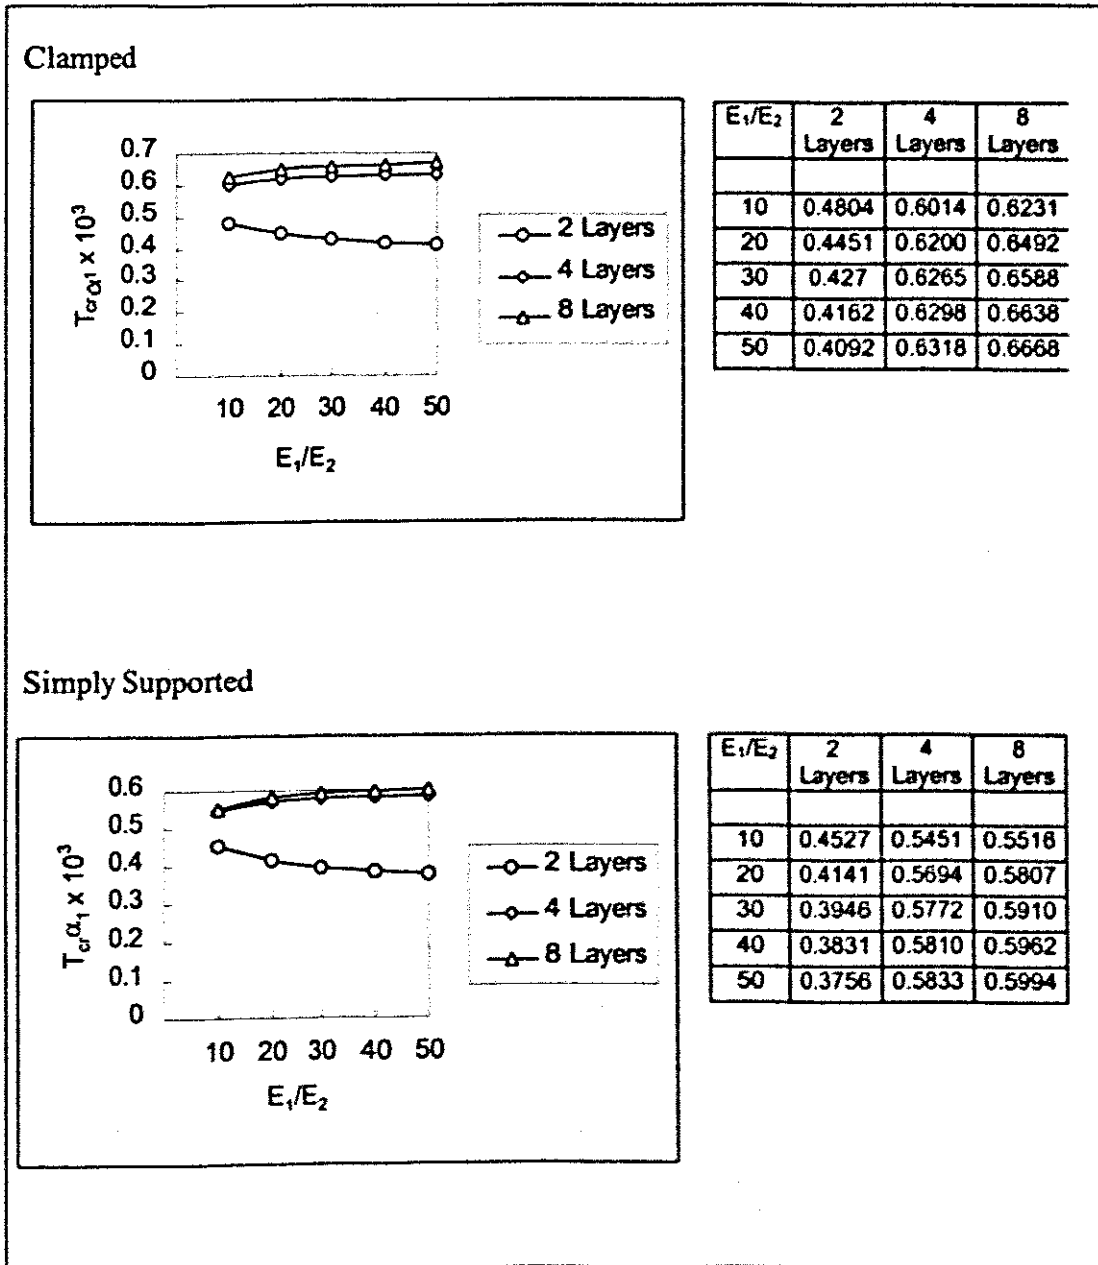 Clamped
0.7
0.6
0.5
0.4
0.3
0.2
0.1
0
T_cr α_1 x 10³
10 20 30 40 50
E₁/E₂
2 Layers
4 Layers
8 Layers
E₁/E₂ 2 Layers 4 Layers 8 Layers
10 0.4804 0.6014 0.6231
20 0.4451 0.6200 0.6492
30 0.427 0.6265 0.6588
40 0.4162 0.6298 0.6638
50 0.4092 0.6318 0.6668
Simply Supported
0.6
0.5
0.4
0.3
0.2
0.1
0
T_cr α_1 x 10³
10 20 30 40 50
E₁/E₂
2 Layers
4 Layers
8 Layers
E₁/E₂ 2 Layers 4 Layers 8 Layers
10 0.4527 0.5451 0.5516
20 0.4141 0.5694 0.5807
30 0.3946 0.5772 0.5910
40 0.3831 0.5810 0.5962
50 0.3756 0.5833 0.5994